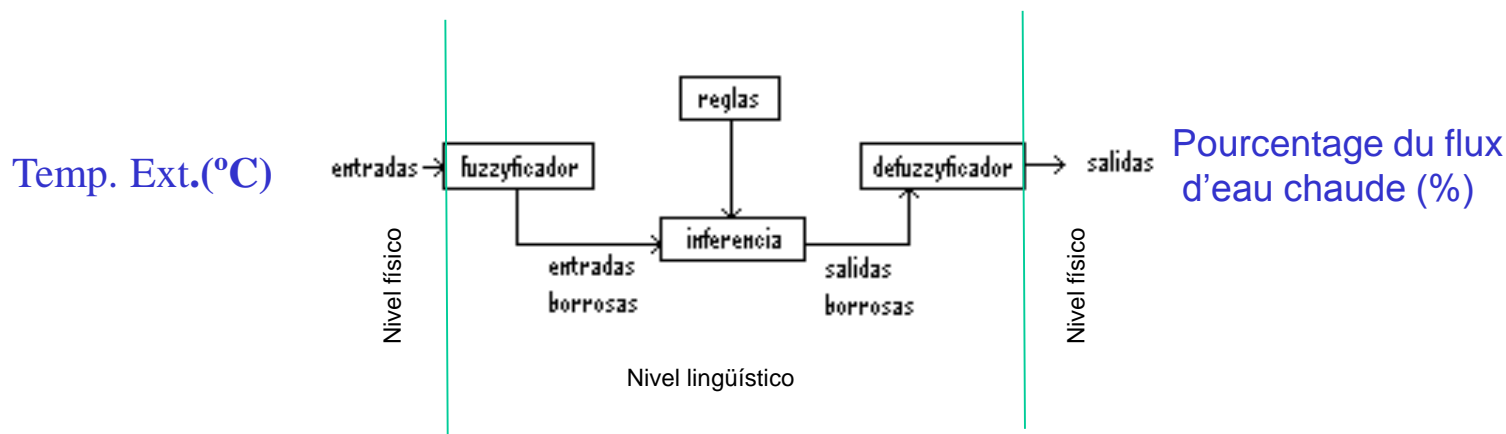 Temp. Ext.(ºC)
entradas
fuzzyficador
reglas
inferencia
entradas
borrosas
salidas
borrosas
defuzzyficador
salidas
Pourcentage du flux
d'eau chaude (%)
Nivel físico
Nivel lingüístico
Nivel físico